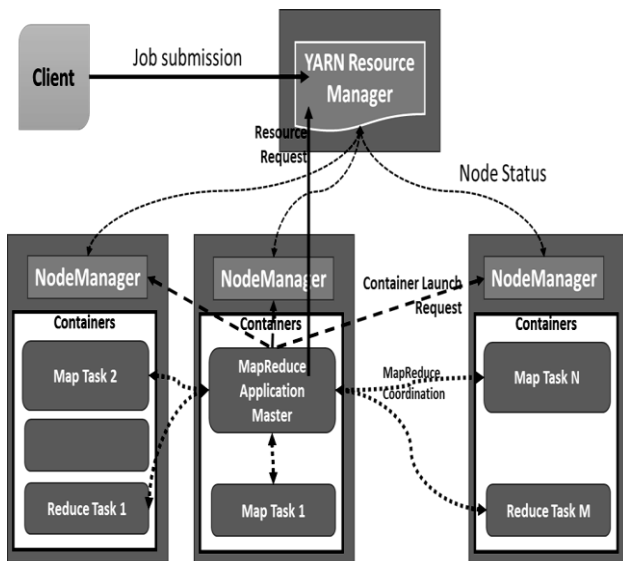 Client
Job submission
YARN Resource
Manager
Resource
Request
Node Status
NodeManager
Containers
Map Task 2
Reduce Task 1
NodeManager
Containers
MapReduce
Application
Master
Map Task 1
Container Launch
Request
MapReduce
Coordination
NodeManager
Containers
Map Task N
Reduce Task M